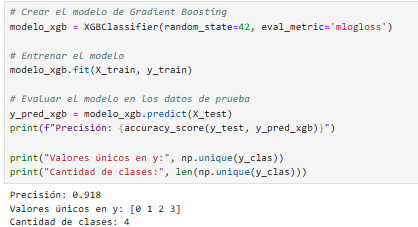 # Crear el modelo de Gradient Boosting
modelo_xgb = XGBClassifier(random_state=42, eval_metric='mlogloss')
# Entrenar el modelo
modelo_xgb.fit(X_train, y_train)
# Evaluar el modelo en los datos de prueba
y_pred_xgb = modelo_xgb.predict(X_test)
print(f"Precisión: {accuracy_score(y_test, y_pred_xgb)}")
print("Valores únicos en y:", np.unique(y_clas))
print("Cantidad de clases:", len(np.unique(y_clas)))
Precisión: 0.918
Valores únicos en y: [0 1 2 3]
Cantidad de clases: 4